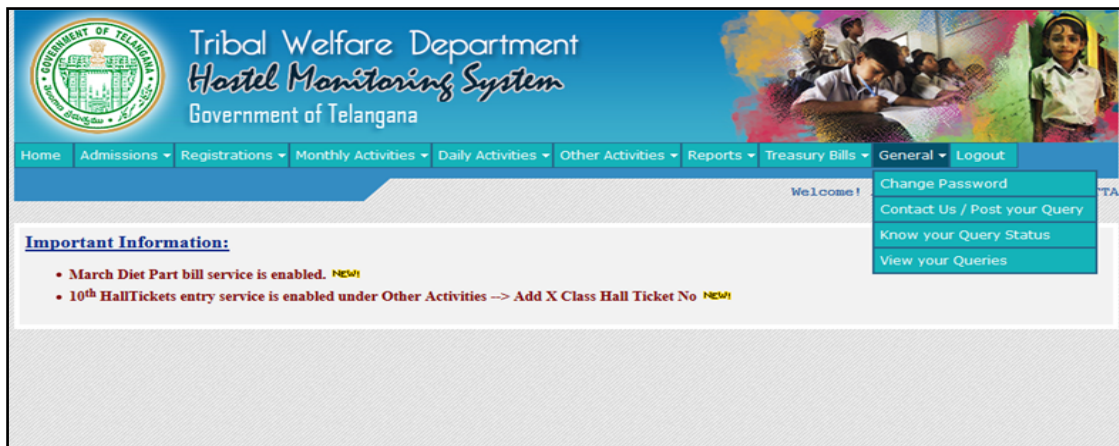 GOVERNMENT OF TELANGANA
Tribal Welfare Department
Hostel Monitoring System
Government of Telangana
Home Admissions Registrations Monthly Activities Daily Activities Other Activities Reports Treasury Bills General Logout
Welcome!
Change Password
Contact Us / Post your Query
Know your Query Status
View your Queries
Important Information:
• March Diet Part bill service is enabled. NEW!
• 10th HallTickets entry service is enabled under Other Activities --> Add X Class Hall Ticket No NEW!